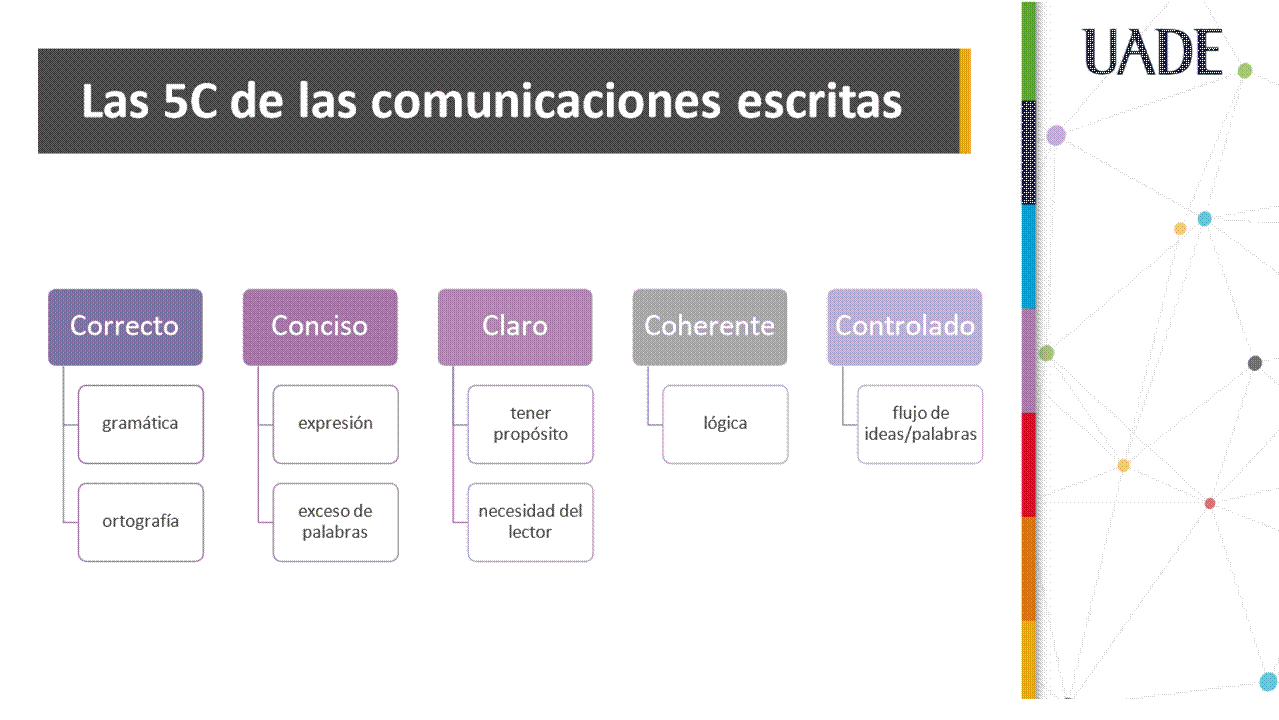 UADE
Las 5C de las comunicaciones escritas
Correcto
gramática
ortografía
Conciso
expresión
exceso de
palabras
Claro
tener
propósito
necesidad del
lector
Coherente
lógica
Controlado
flujo de
ideas/palabras